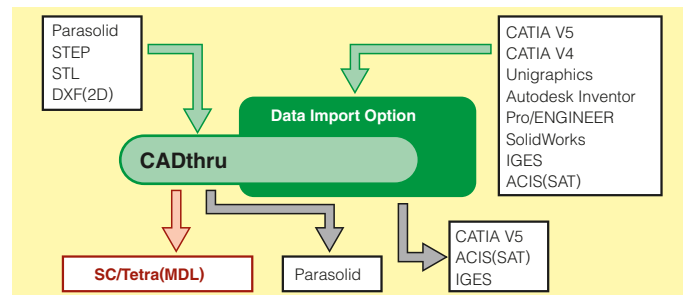 Parasolid
STEP
STL
DXF(2D)
CATIA V5
CATIA V4
Unigraphics
Autodesk Inventor
Pro/ENGINEER
SolidWorks
IGES
ACIS(SAT)
Data Import Option
CADthru
SC/Tetra(MDL)
Parasolid
CATIA V5
ACIS(SAT)
IGES